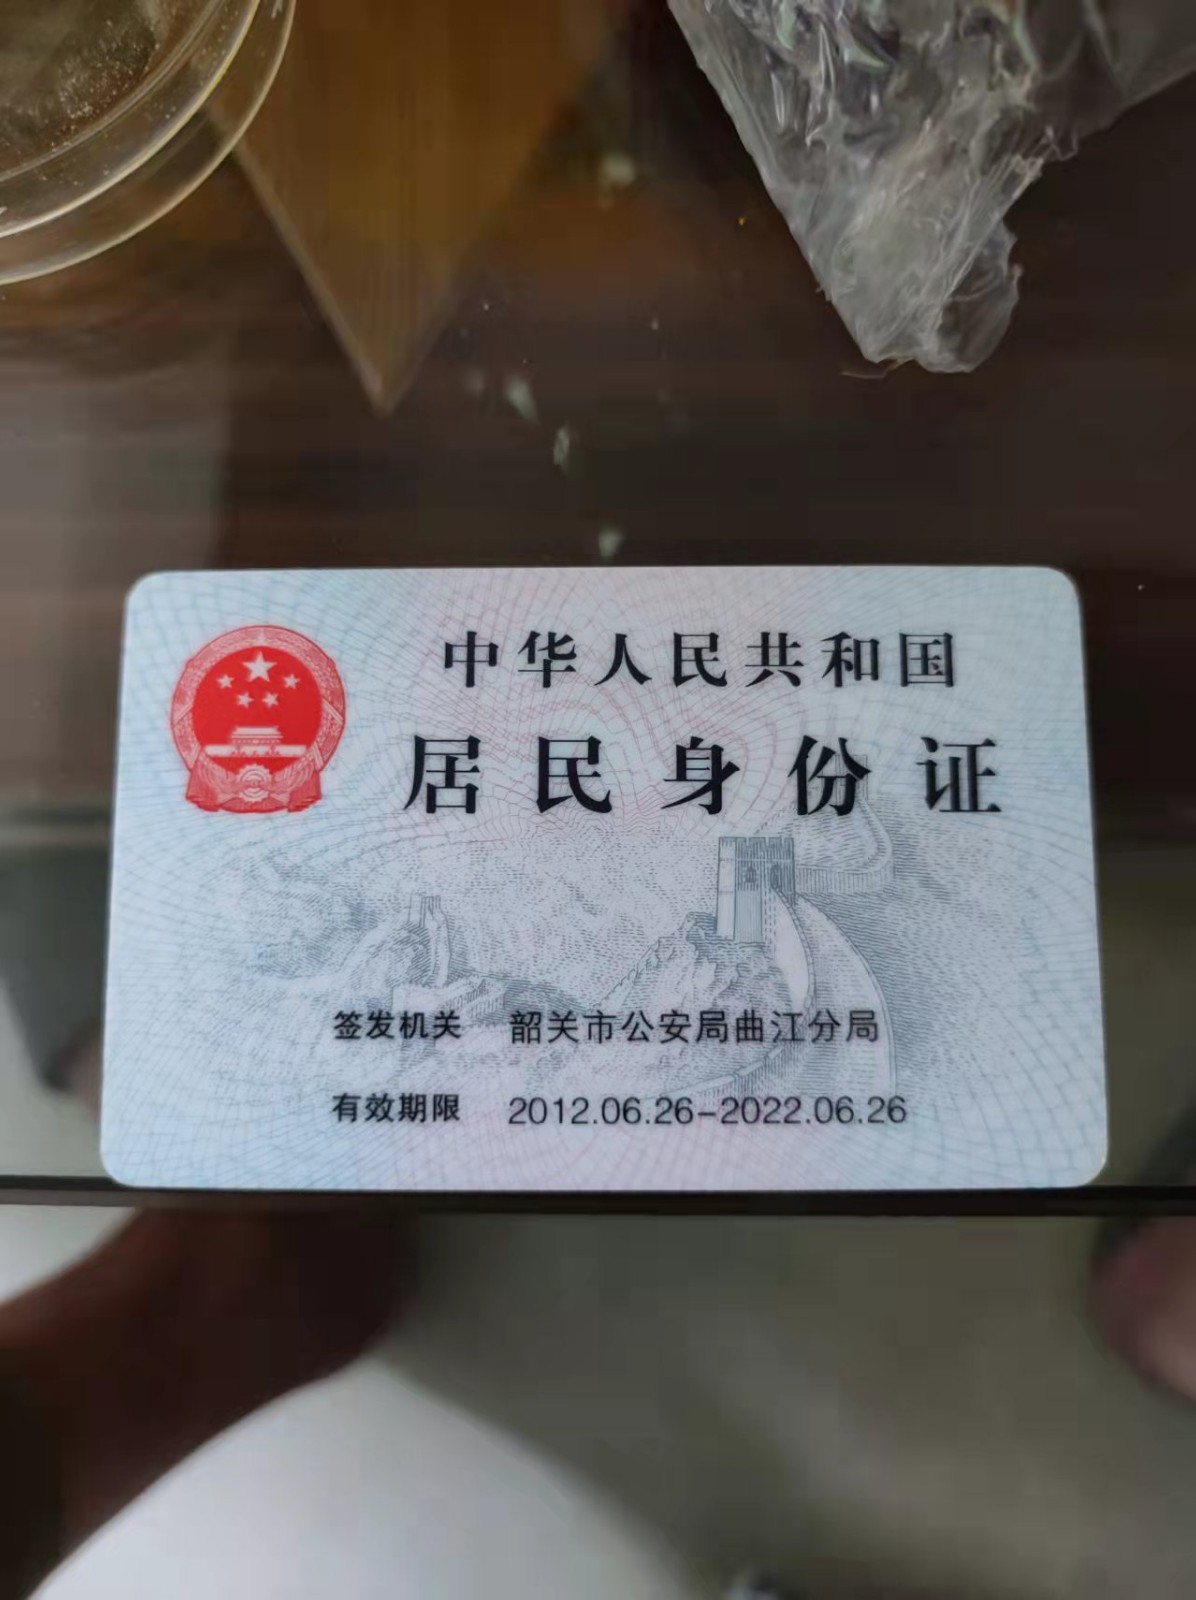 中华人民共和国
居民身份证
签发机关 韶关市公安局曲江分局
有效期限 2012.06.26-2022.06.26